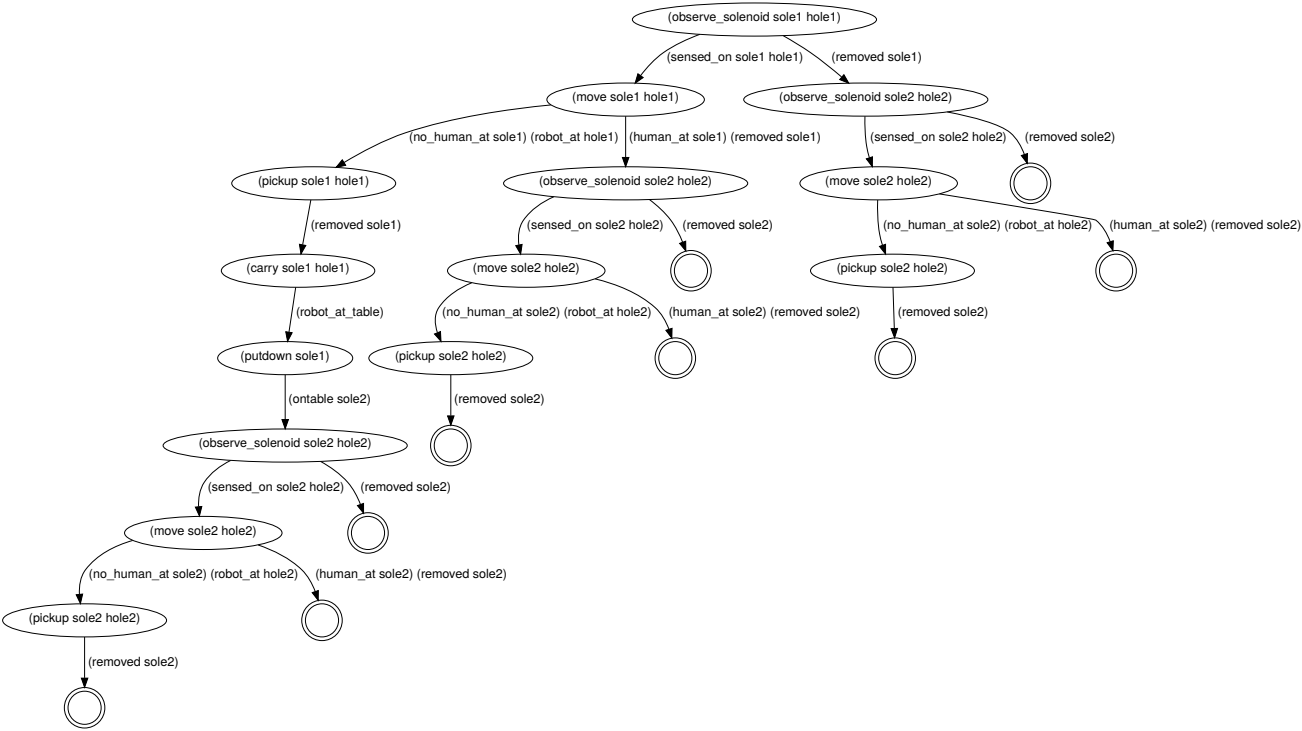 (observe_solenoid sole1 hole1)
(sensed_on sole1 hole1)
(removed sole1)
(move sole1 hole1)
(observe_solenoid sole2 hole2)
(no_human_at sole1) (robot_at hole1)
(human_at sole1) (removed sole1)
(sensed_on sole2 hole2)
(removed sole2)
(pickup sole1 hole1)
(observe_solenoid sole2 hole2)
(move sole2 hole2)
(removed sole1)
(sensed_on sole2 hole2)
(removed sole2)
(no_human_at sole2) (robot_at hole2)
(human_at sole2) (removed sole2)
(carry sole1 hole1)
(move sole2 hole2)
(pickup sole2 hole2)
(robot_at_table)
(no_human_at sole2) (robot_at hole2)
(human_at sole2) (removed sole2)
(removed sole2)
(putdown sole1)
(pickup sole2 hole2)
(ontable sole2)
(removed sole2)
(observe_solenoid sole2 hole2)
(sensed_on sole2 hole2)
(removed sole2)
(move sole2 hole2)
(no_human_at sole2) (robot_at hole2)
(human_at sole2) (removed sole2)
(pickup sole2 hole2)
(removed sole2)